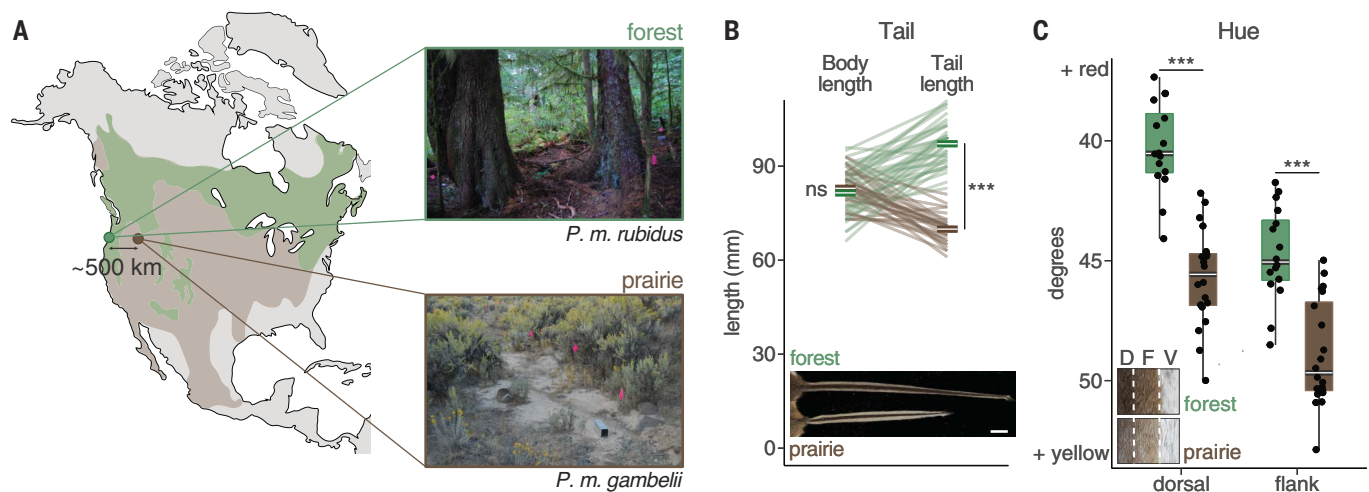 A
forest
P. m. rubidus
~500 km
prairie
P. m. gambelii
B
Tail
Body
length
Tail
length
length (mm)
90
60
30
0
ns
***
forest
prairie
C
Hue
+ red
degrees
40
45
50
+ yellow
***
***
D F V
forest
prairie
dorsal
flank